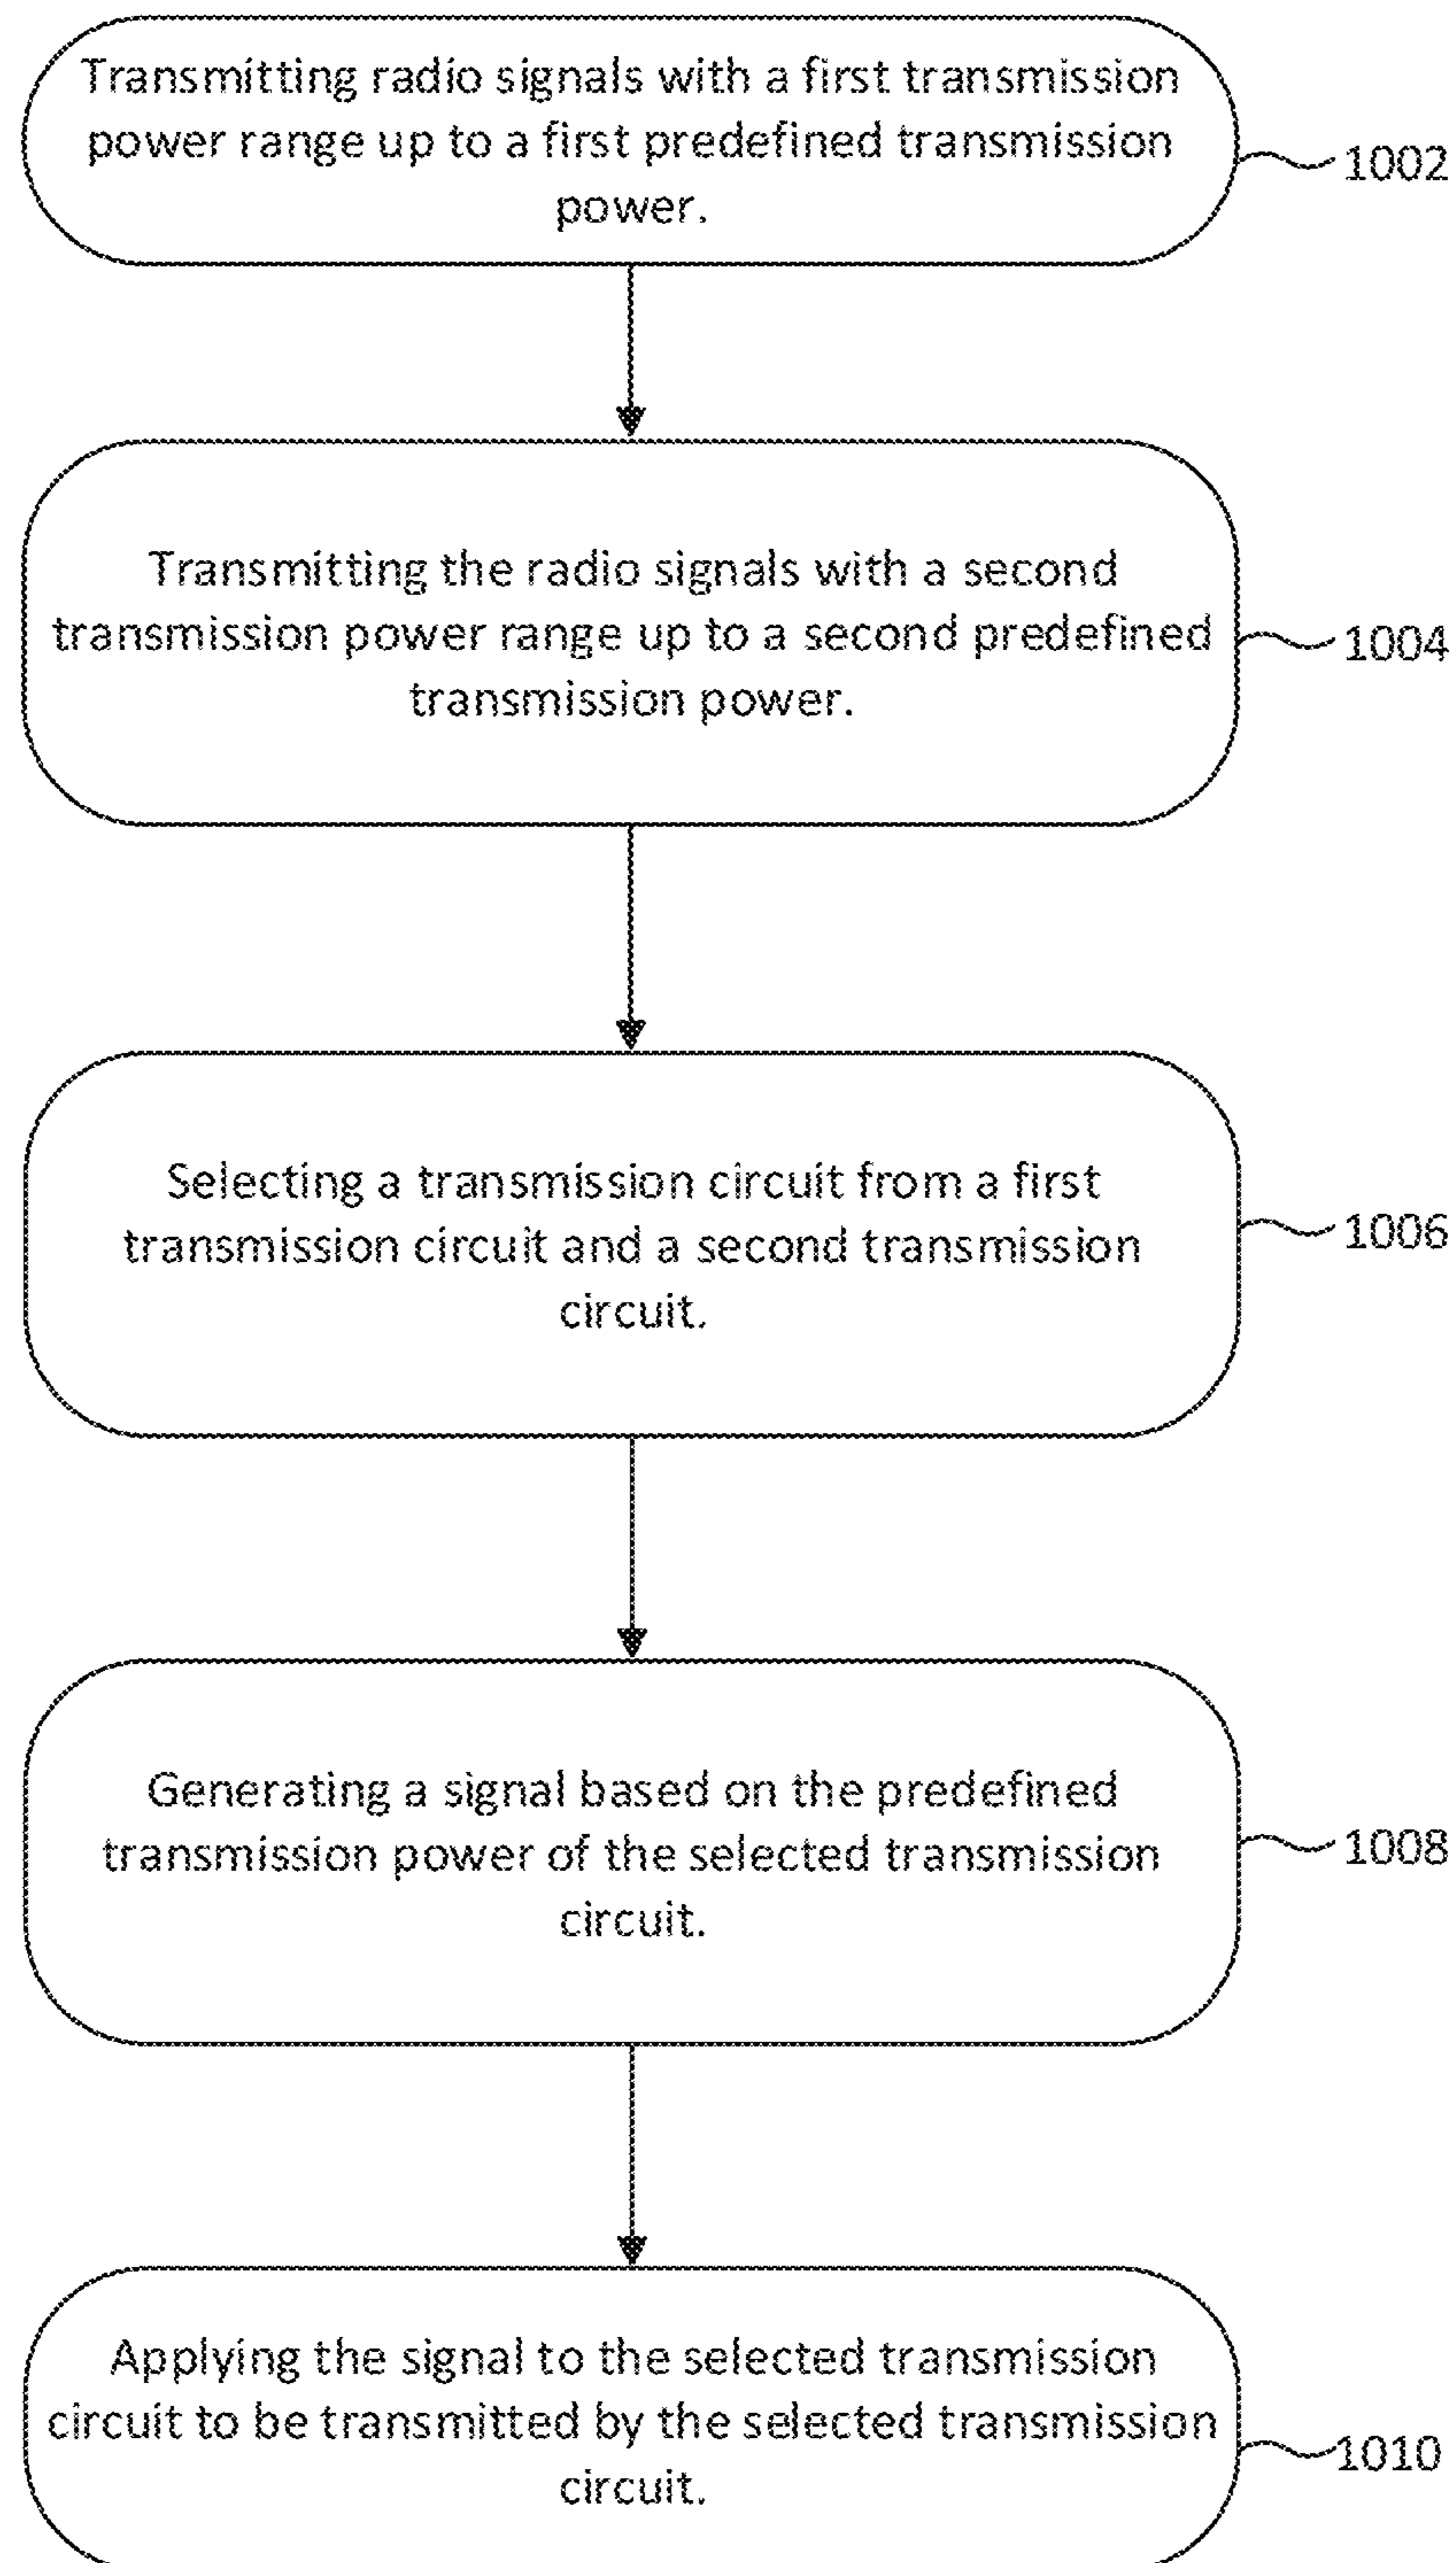 Transmitting radio signals with a first transmission
power range up to a first predefined transmission
power.
1002
Transmitting the radio signals with a second
transmission power range up to a second predefined
transmission power.
1004
Selecting a transmission circuit from a first
transmission circuit and a second transmission
circuit.
1006
Generating a signal based on the predefined
transmission power of the selected transmission
circuit.
1008
Applying the signal to the selected transmission
circuit to be transmitted by the selected transmission
circuit.
1010